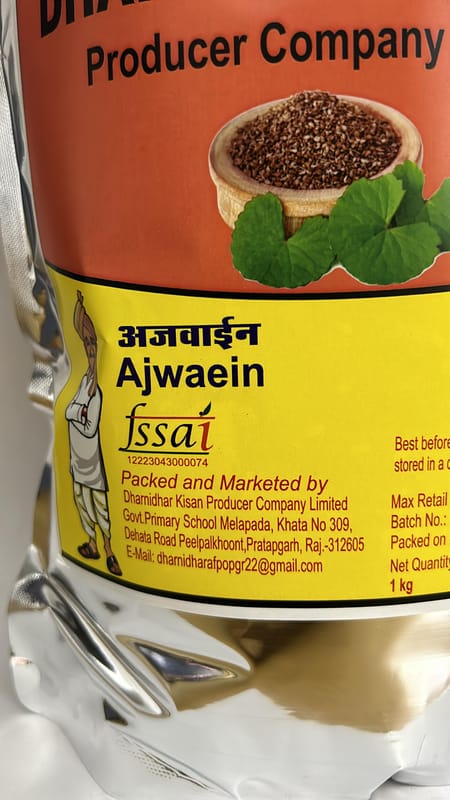 Producer Company
अजवाईन
Ajwaein
fssai
12223043000074
Packed and Marketed by
Dharnidhar Kisan Producer Company Limited
Govt.Primary School Melapada, Khata No 309,
Dehata Road Peelpalkhoont,Pratapgarh, Raj.-312605
E-Mail: dharnidharafpopgr22@gmail.com
Best before
stored in a
Max Retail
Batch No.:
Packed on
Net Quantity
1 kg